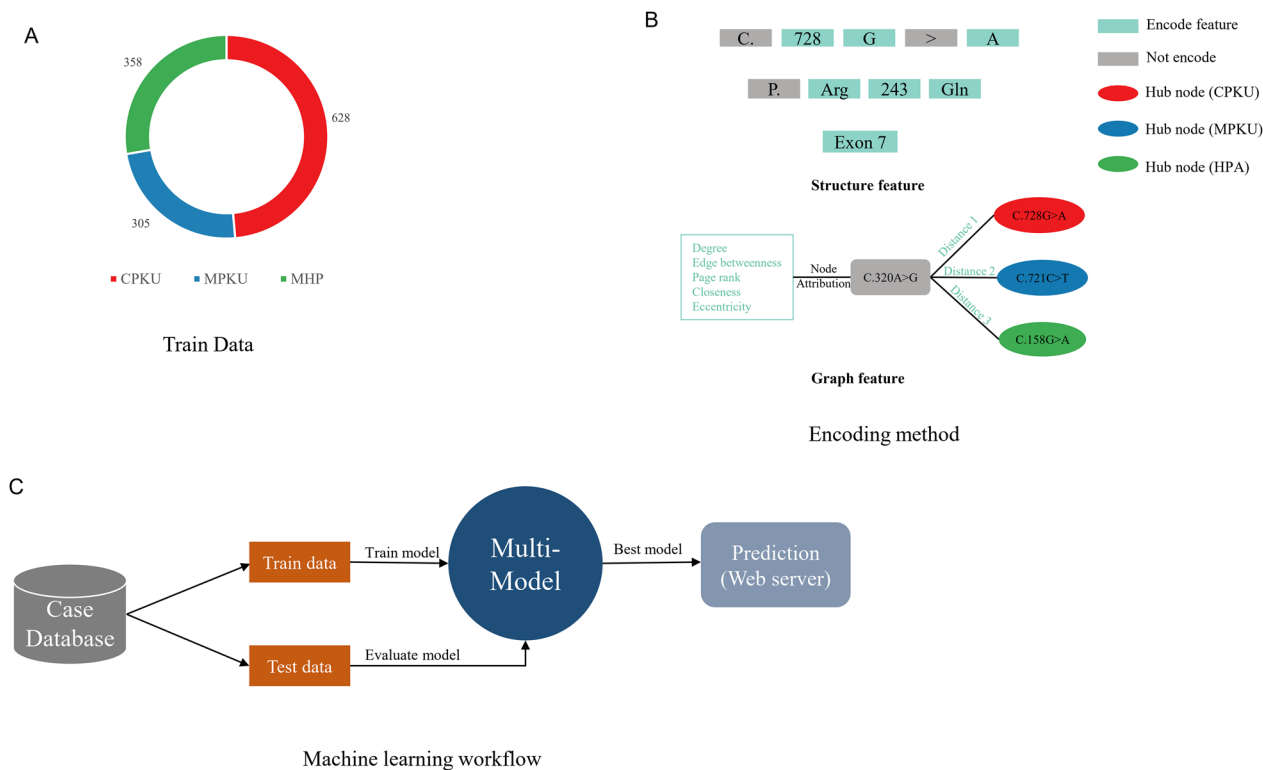 A
358
628
305
CPKU MPKU MHP
Train Data
B
C. 728 G > A
P. Arg 243 Gln
Exon 7
Structure feature
Encode feature
Not encode
Hub node (CPKU)
Hub node (MPKU)
Hub node (HPA)
Degree
Edge betweenness
Page rank
Closeness
Eccentricity
Node
Attribution
C.320A>G
Distance 1
Distance 2
Distance 3
C.728G>A
C.721C>T
C.158G>A
Graph feature
Encoding method
C
Case
Database
Train data
Test data
Train model
Evaluate model
Multi-
Model
Best model
Prediction
(Web server)
Machine learning workflow